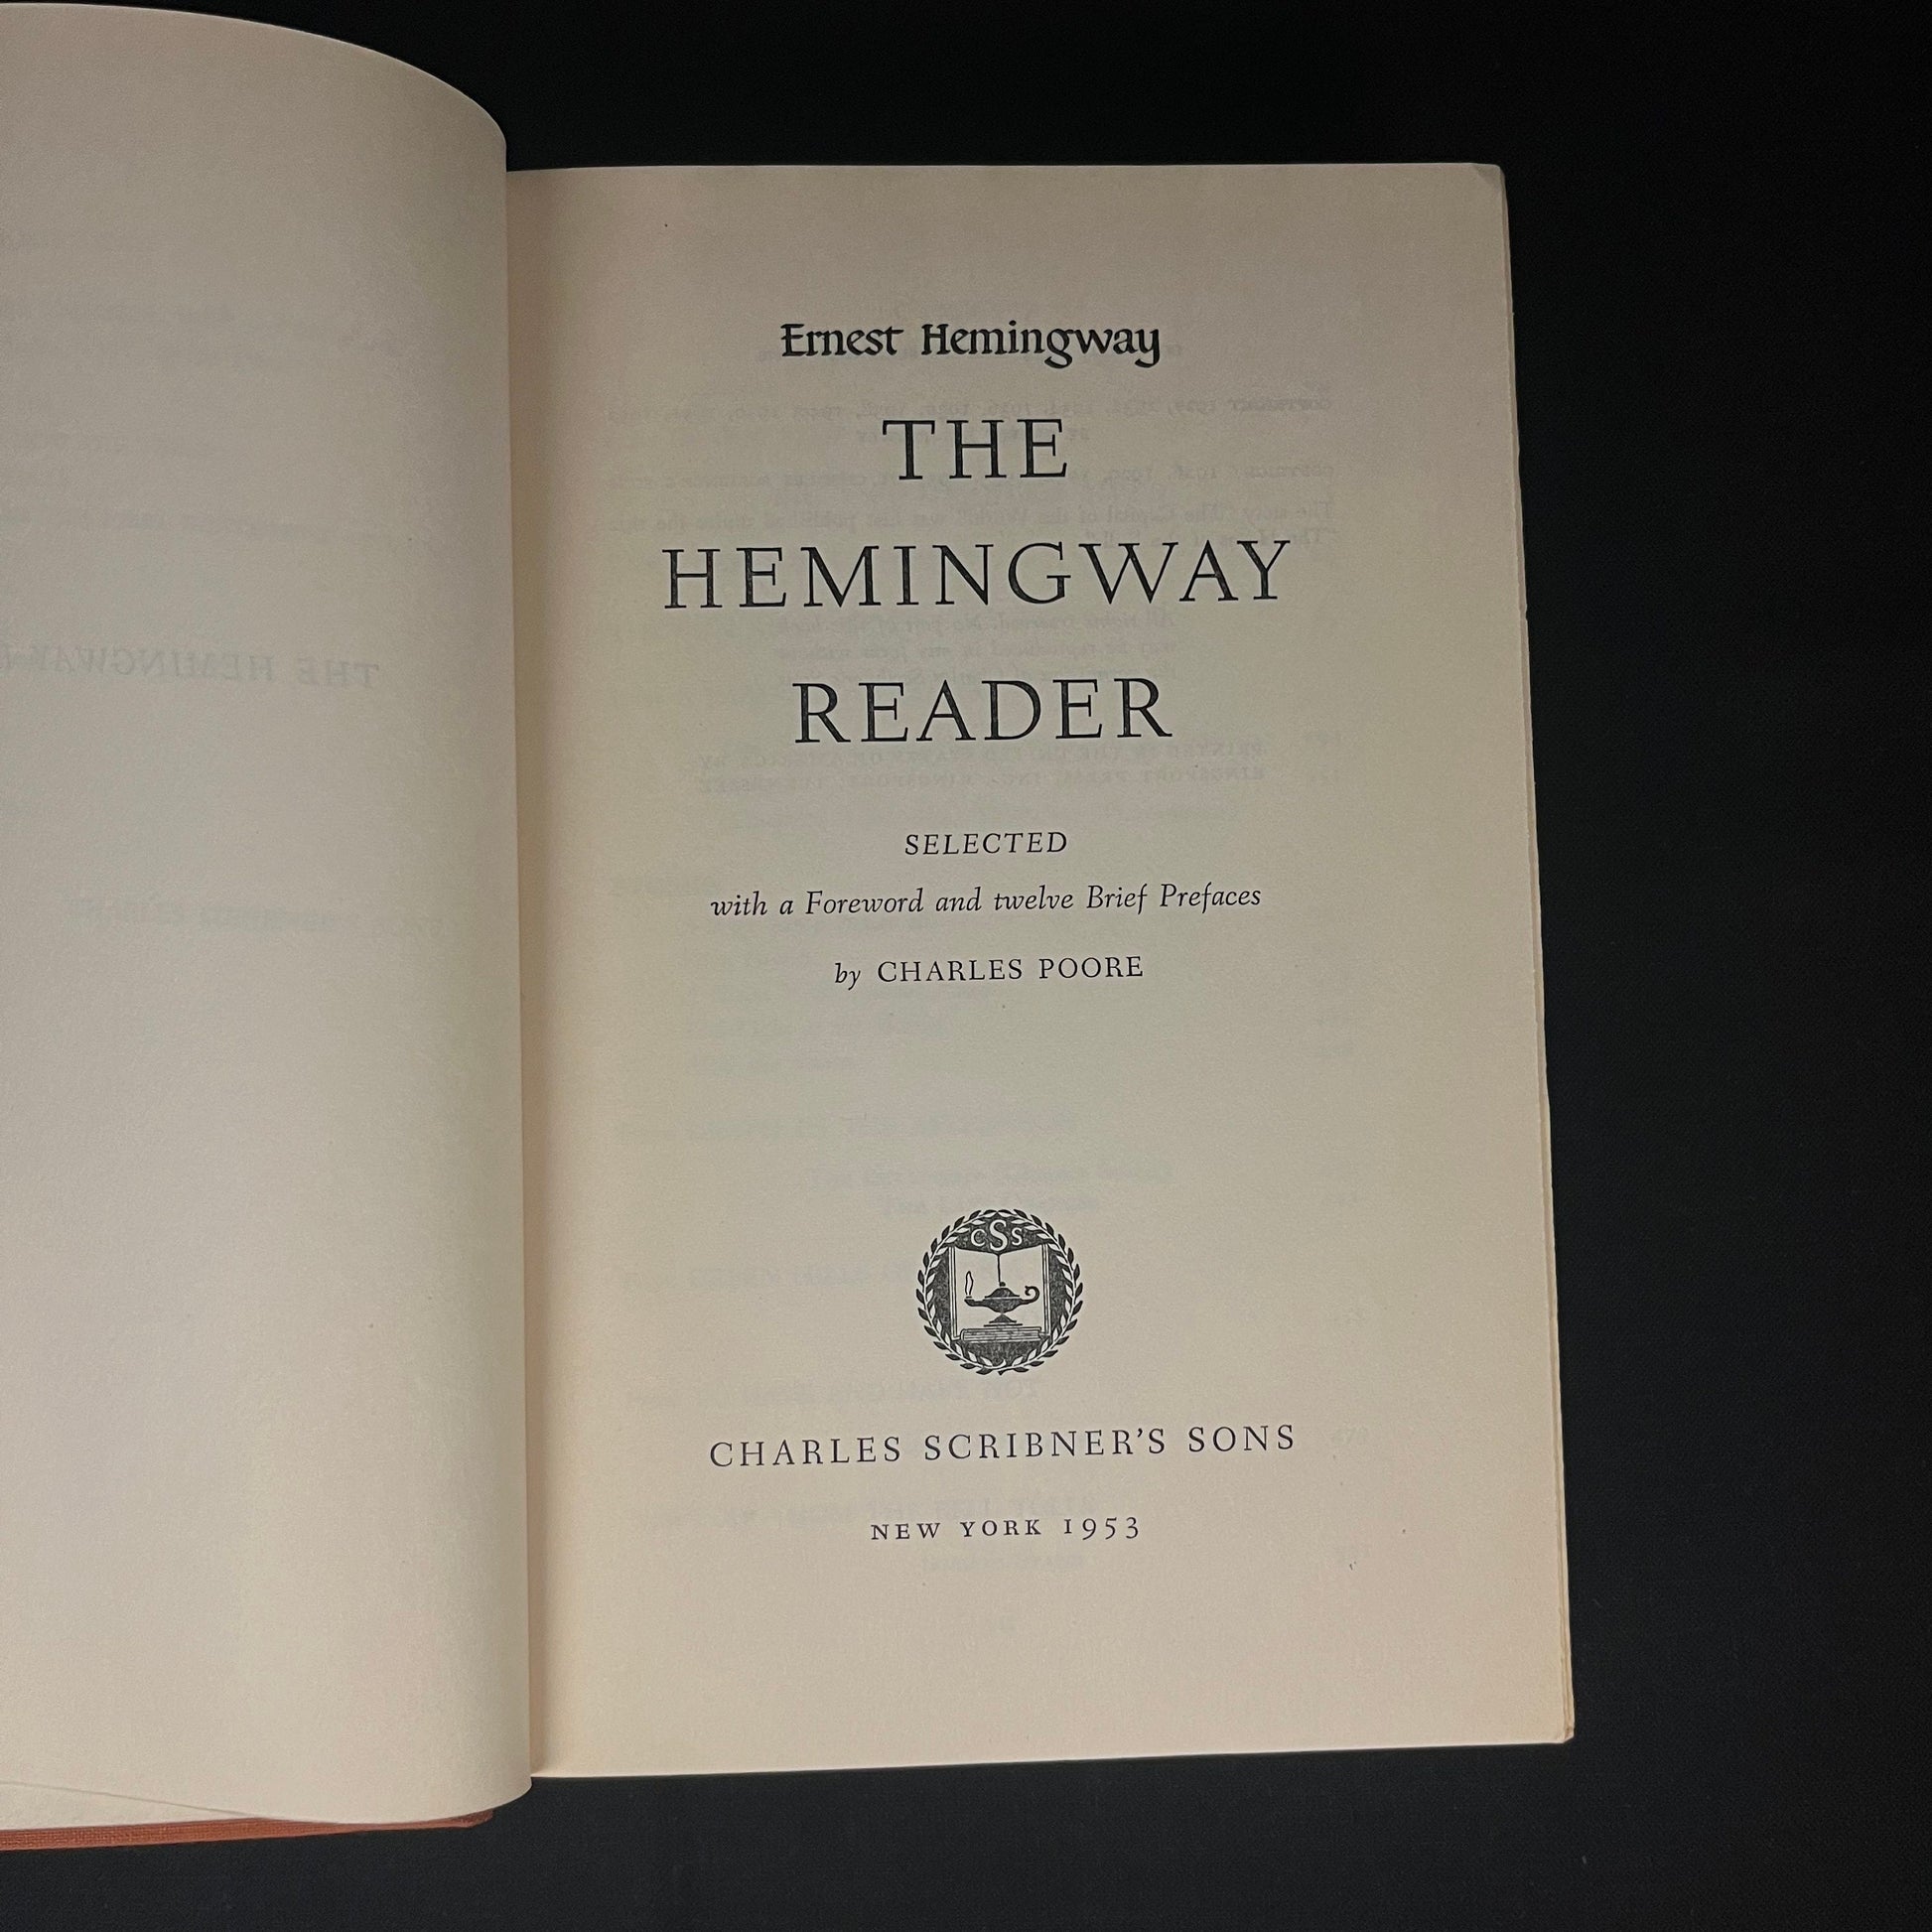 Ernest Hemingway
THE
HEMINGWAY
READER
SELECTED
with a Foreword and twelve Brief Prefaces
by CHARLES POORE
CSS
CHARLES SCRIBNER'S SONS
NEW YORK 1953